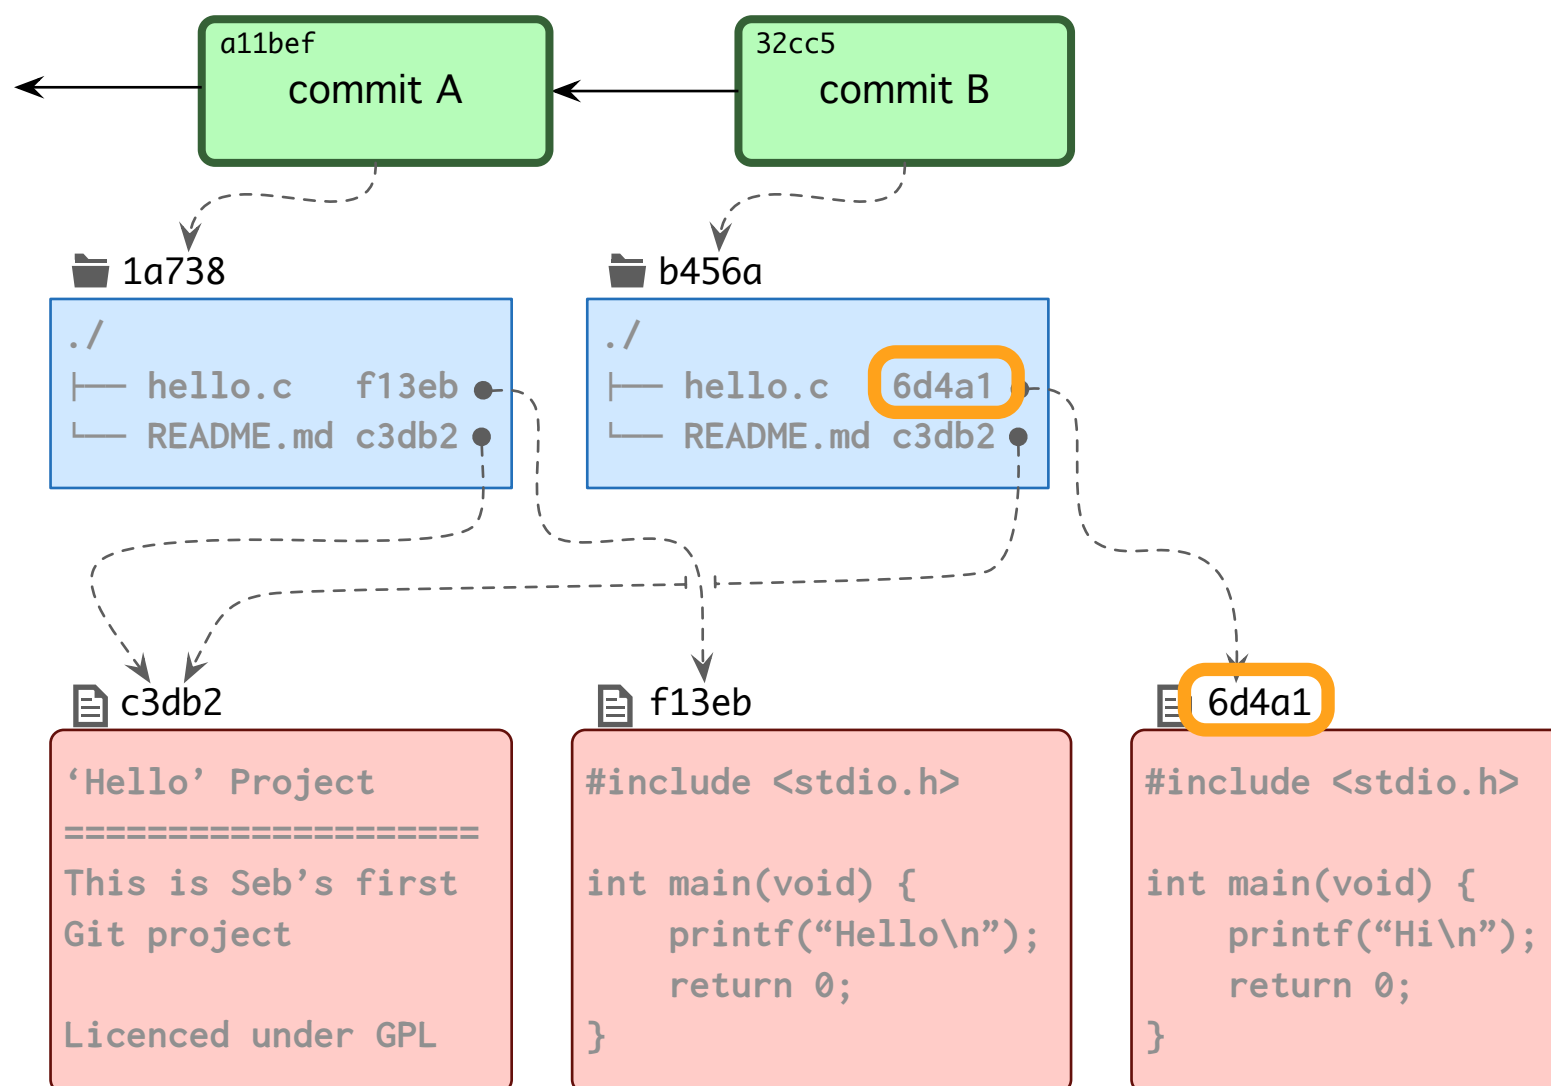 a11bef
commit A
32cc5
commit B
1a738
./
├── hello.c   f13eb
└── README.md c3db2
b456a
./
├── hello.c   6d4a1
└── README.md c3db2
c3db2
‘Hello’ Project
====================
This is Seb’s first
Git project
Licenced under GPL
f13eb
#include <stdio.h>
int main(void) {
    printf(“Hello\n”);
    return 0;
}
6d4a1
#include <stdio.h>
int main(void) {
    printf(“Hi\n”);
    return 0;
}